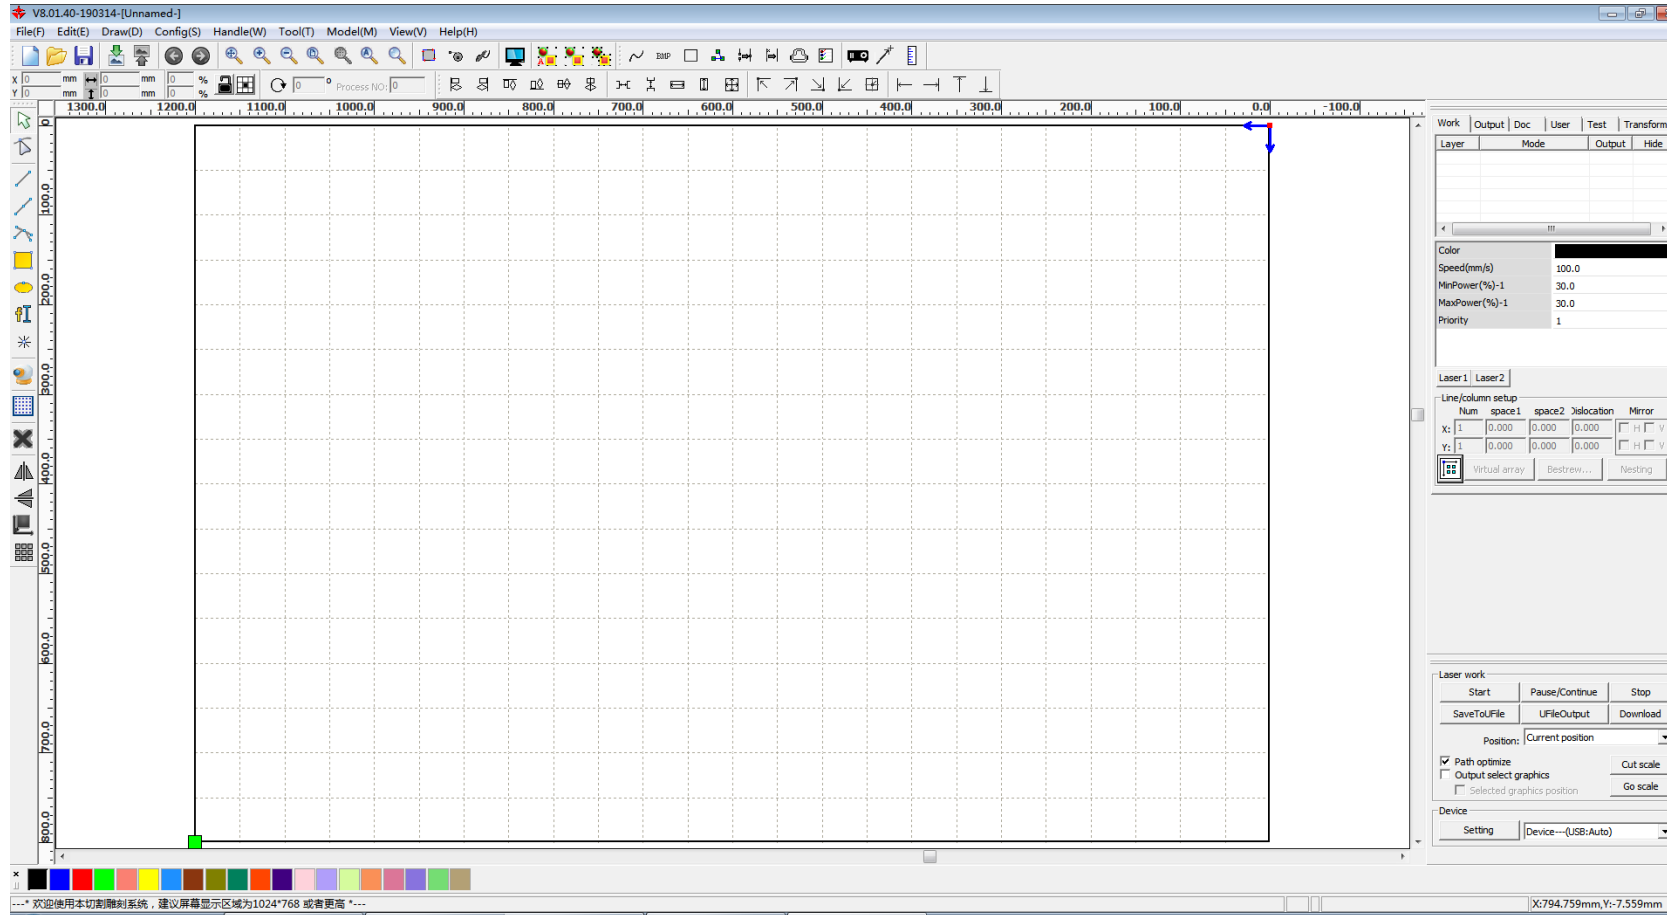 V8.01.40-190314-[Unnamed-]
File(F) Edit(E) Draw(D) Config(S) Handle(W) Tool(T) Model(M) View(V) Help(H)
BMP
X 0 mm 0 mm 0 %
Y 0 mm 0 mm 0 %
0 ° Process NO: 0
1300.0 1200.0 1100.0 1000.0 900.0 800.0 700.0 600.0 500.0 400.0 300.0 200.0 100.0 0.0 -100.0
0
100.0
200.0
300.0
400.0
500.0
600.0
700.0
800.0
Work Output Doc User Test Transform
Layer Mode Output Hide
Color
Speed(mm/s) 100.0
MinPower(%)-1 30.0
MaxPower(%)-1 30.0
Priority 1
Laser1 Laser2
Line/column setup
Num space1 space2 Dislocation Mirror
X: 1 0.000 0.000 0.000 H V
Y: 1 0.000 0.000 0.000 H V
Virtual array Bestrew... Nesting
Laser work
Start Pause/Continue Stop
SaveToUFile UFileOutput Download
Position: Current position
Path optimize
Cut scale
Output select graphics
Selected graphics position
Go scale
Device
Setting Device---(USB:Auto)
---* 欢迎使用本切割雕刻系统，建议屏幕显示区域为1024*768 或者更高 *---
X:794.759mm,Y:-7.559mm